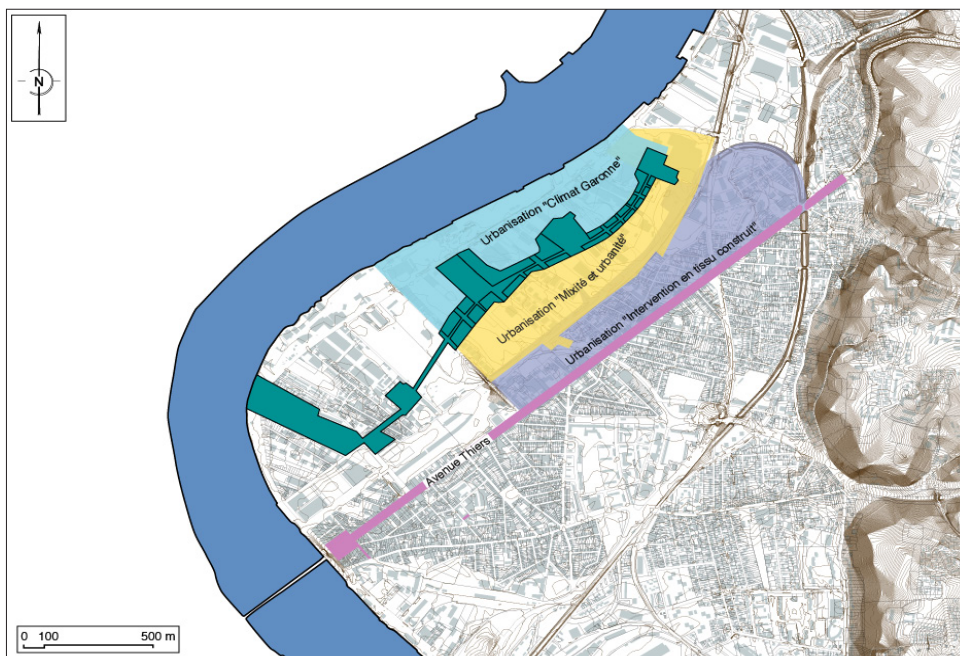 N
Urbanisation "Climat Garonne"
Urbanisation "Mixité et urbanité"
Urbanisation "Intervention en tissu construit"
Avenue Thiers
0 100 500 m